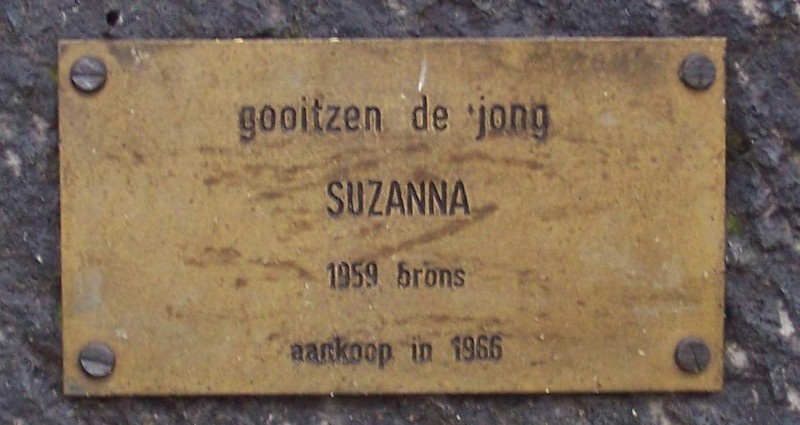 gooitzen de jong
SUZANNA
1959 brons
aankoop in 1966